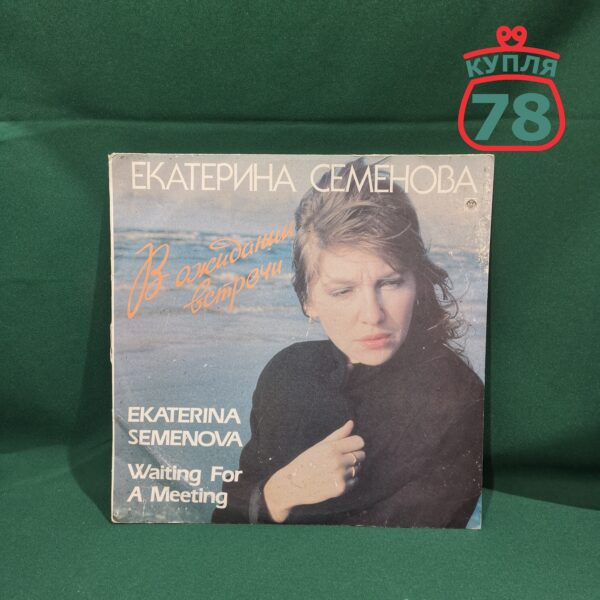 КУПЛЯ
78
ЕКАТЕРИНА СЕМЕНОВА
В ожидании
встречи
EKATERINA
SEMENOVA
Waiting For
A Meeting